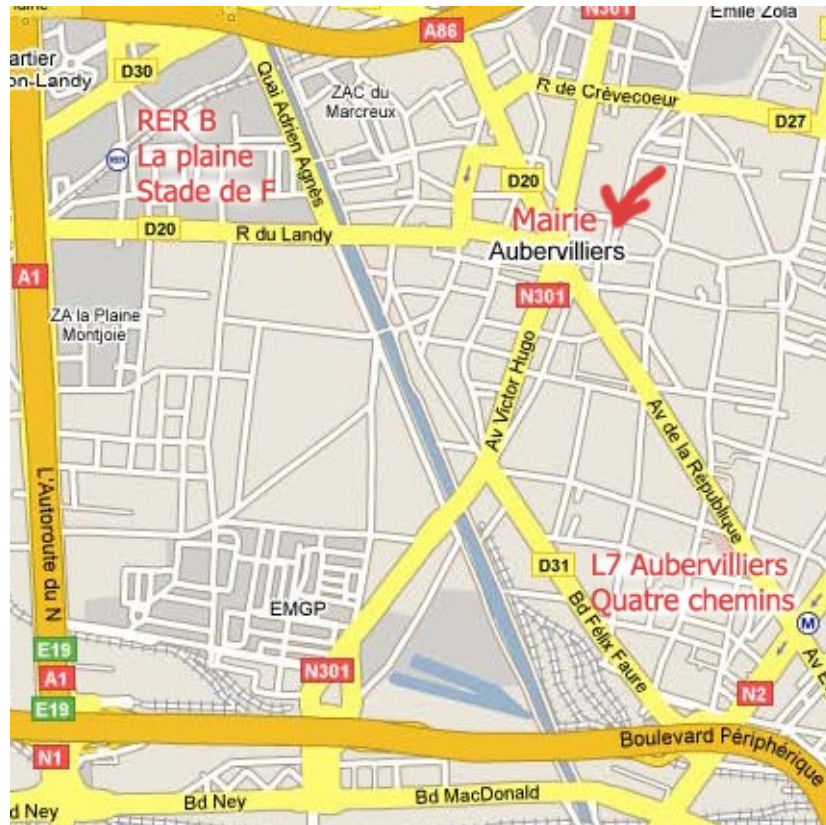 N301
Emile Zola
A86
artier
on-Landy
D30
Quai Adrien Agnès
ZAC du
Marcreux
R de Crèvecoeur
D27
RER B
La plaine
Stade de F
RER
D20
Mairie
Aubervilliers
D20
R du Landy
A1
N301
ZA la Plaine
Montjoie
Av Victor Hugo
Av de la République
L'Autoroute du N
D31
L7 Aubervilliers
Quatre chemins
Bd Félix Faure
EMGP
M
Av E
E19
A1
E19
N301
N2
N1
Boulevard Périphérique
d Ney
Bd Ney
Bd MacDonald